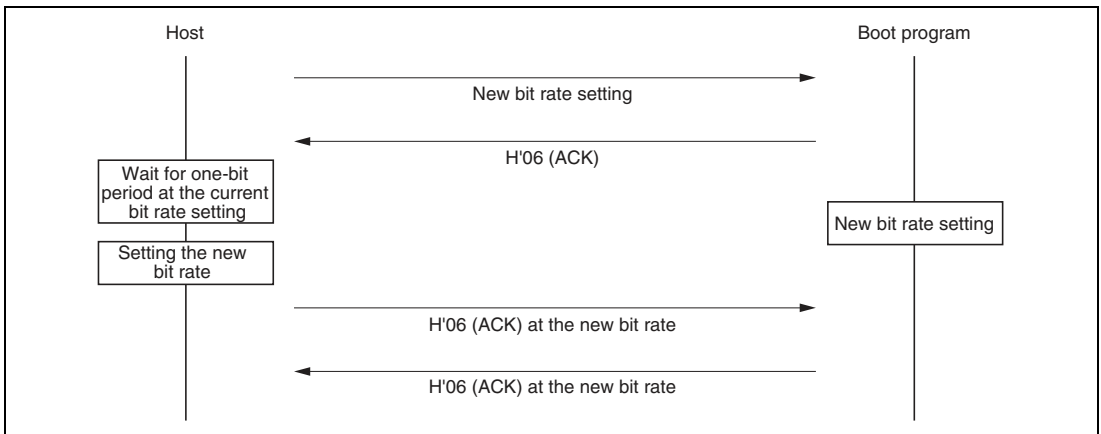 Host
Boot program
New bit rate setting
H'06 (ACK)
Wait for one-bit
period at the current
bit rate setting
New bit rate setting
Setting the new
bit rate
H'06 (ACK) at the new bit rate
H'06 (ACK) at the new bit rate